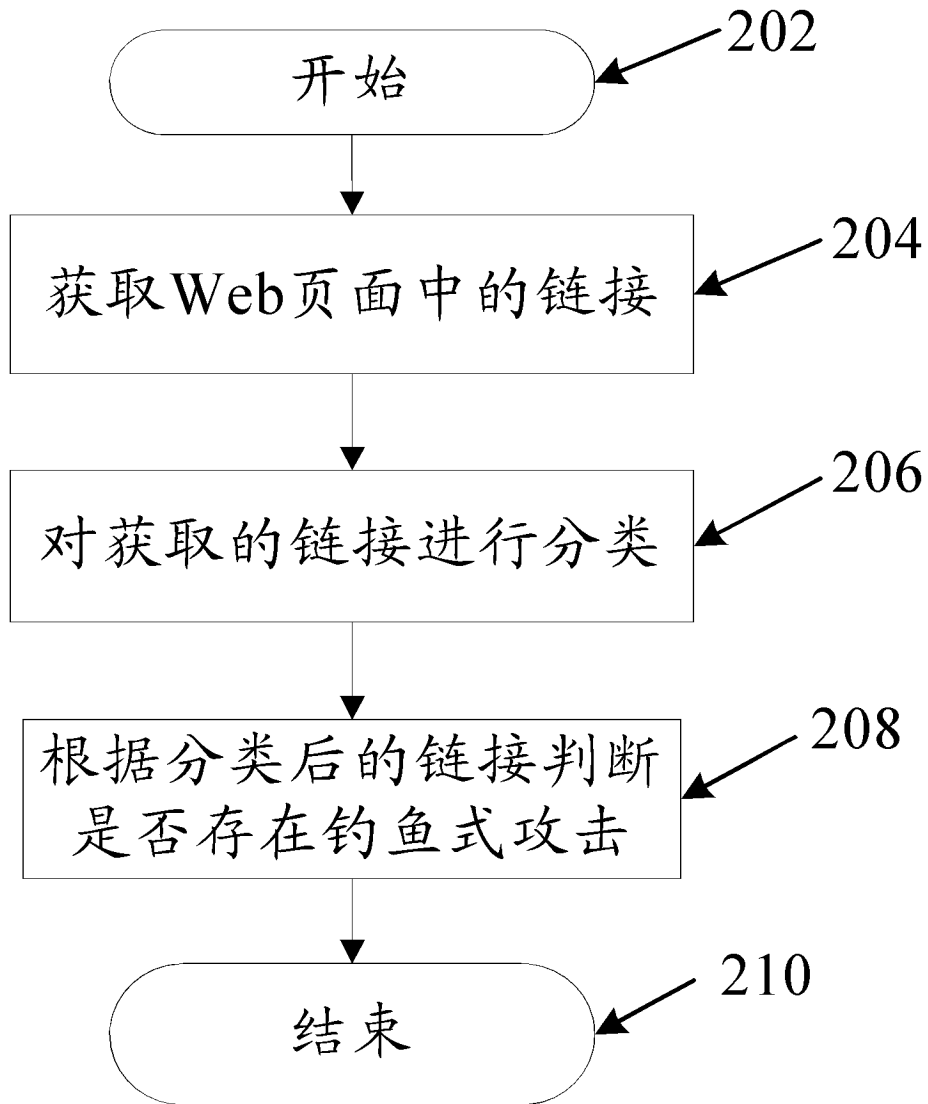 开始
202
获取Web页面中的链接
204
对获取的链接进行分类
206
根据分类后的链接判断
是否存在钓鱼式攻击
208
结束
210